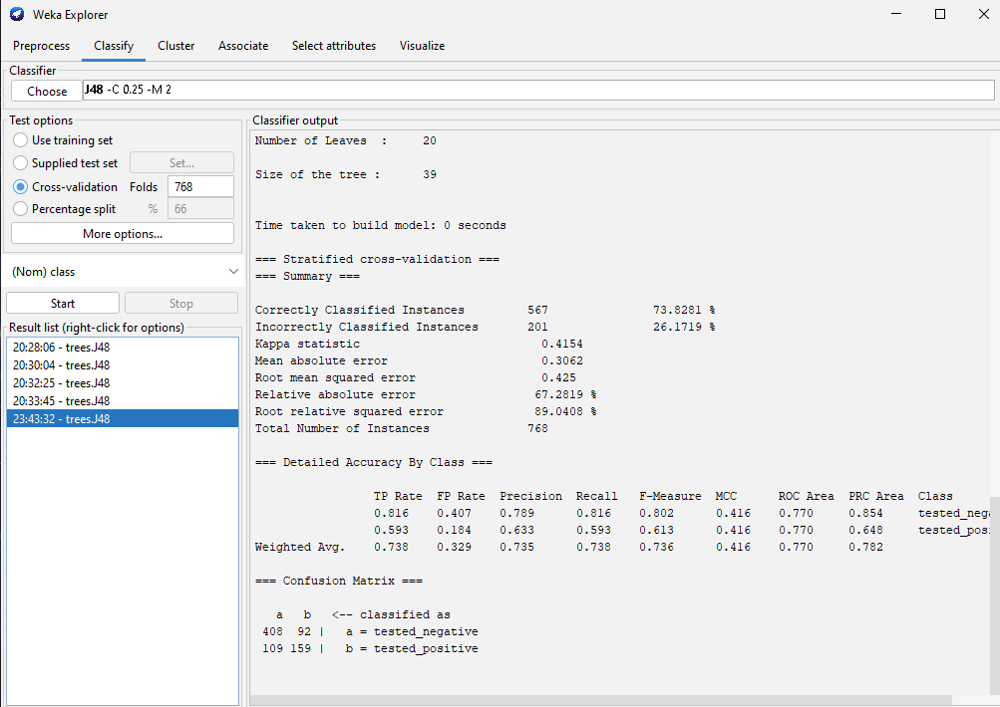 Weka Explorer
Preprocess Classify Cluster Associate Select attributes Visualize
Classifier
Choose J48 -C 0.25 -M 2
Test options
Use training set
Supplied test set Set...
Cross-validation Folds 768
Percentage split % 66
More options...
(Nom) class
Start Stop
Result list (right-click for options)
20:28:06 - trees.J48
20:30:04 - trees.J48
20:32:25 - trees.J48
20:33:45 - trees.J48
23:43:32 - trees.J48
Classifier output
Number of Leaves : 20
Size of the tree : 39
Time taken to build model: 0 seconds
=== Stratified cross-validation ===
=== Summary ===
Correctly Classified Instances 567 73.8281 %
Incorrectly Classified Instances 201 26.1719 %
Kappa statistic 0.4154
Mean absolute error 0.3062
Root mean squared error 0.425
Relative absolute error 67.2819 %
Root relative squared error 89.0408 %
Total Number of Instances 768
=== Detailed Accuracy By Class ===
TP Rate FP Rate Precision Recall F-Measure MCC ROC Area PRC Area Class
0.816 0.407 0.789 0.816 0.802 0.416 0.770 0.854
0.593 0.184 0.633 0.593 0.613 0.416 0.770 0.648
Weighted Avg. 0.738 0.329 0.735 0.738 0.736 0.416 0.770 0.782
=== Confusion Matrix ===
a b <-- classified as
408 92 | a = tested_negative
109 159 | b = tested_positive